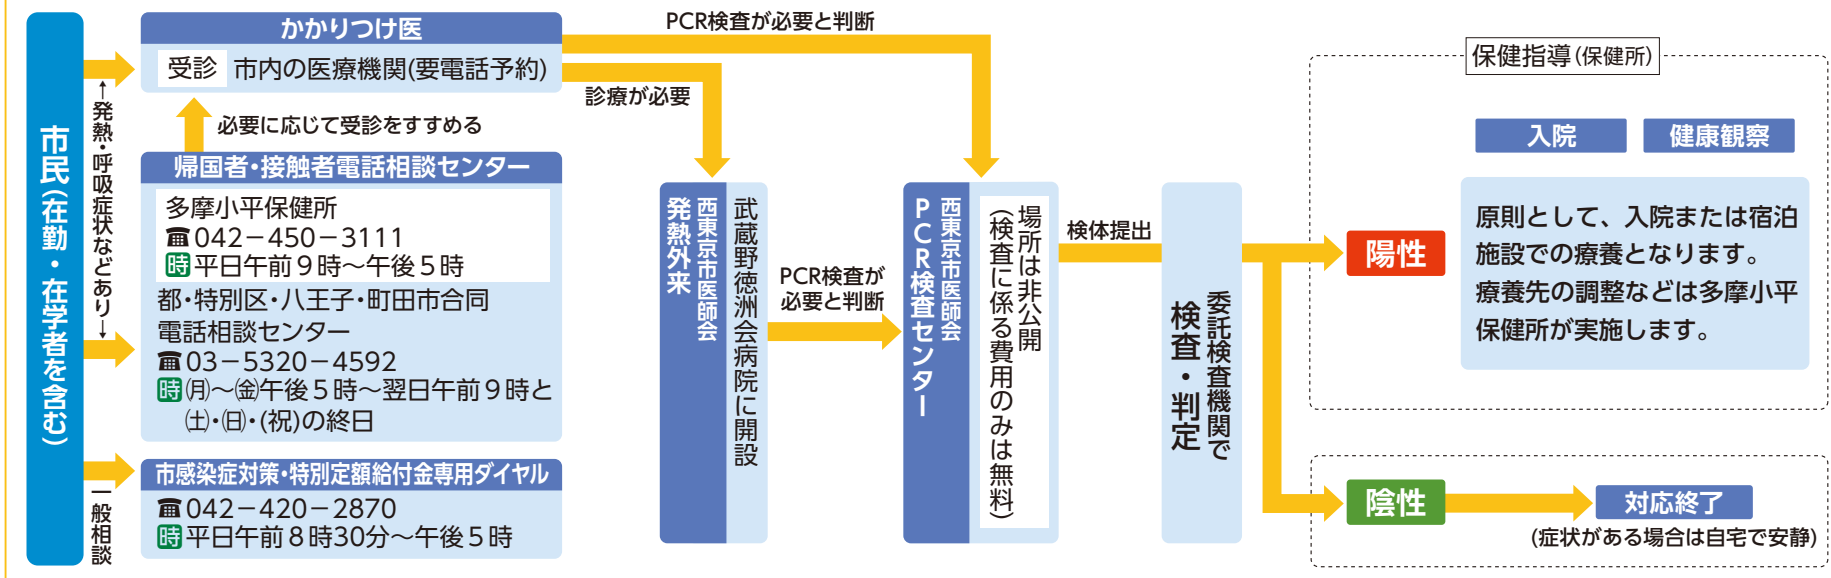 市民(在勤・在学者を含む)
←発熱・呼吸症状などあり→
一般相談
かかりつけ医
受診 市内の医療機関(要電話予約)
必要に応じて受診をすすめる
帰国者・接触者電話相談センター
多摩小平保健所
☎042－450－3111
時平日午前９時～午後５時
都・特別区・八王子・町田市合同
電話相談センター
☎03－5320－4592
時㈪～㈮午後５時～翌日午前９時と
㈯・㈰・(祝)の終日
市感染症対策・特別定額給付金専用ダイヤル
☎042－420－2870
時平日午前８時30分～午後５時
PCR検査が必要と判断
診療が必要
西東京市医師会
発熱外来
武蔵野徳洲会病院に開設
PCR検査が
必要と判断
西東京市医師会
PCR検査センター
場所は非公開
(検査に係る費用のみは無料)
検体提出
委託検査機関で
検査・判定
陽性
保健指導(保健所)
入院
健康観察
原則として、入院または宿泊
施設での療養となります。
療養先の調整などは多摩小平
保健所が実施します。
陰性
対応終了
(症状がある場合は自宅で安静)